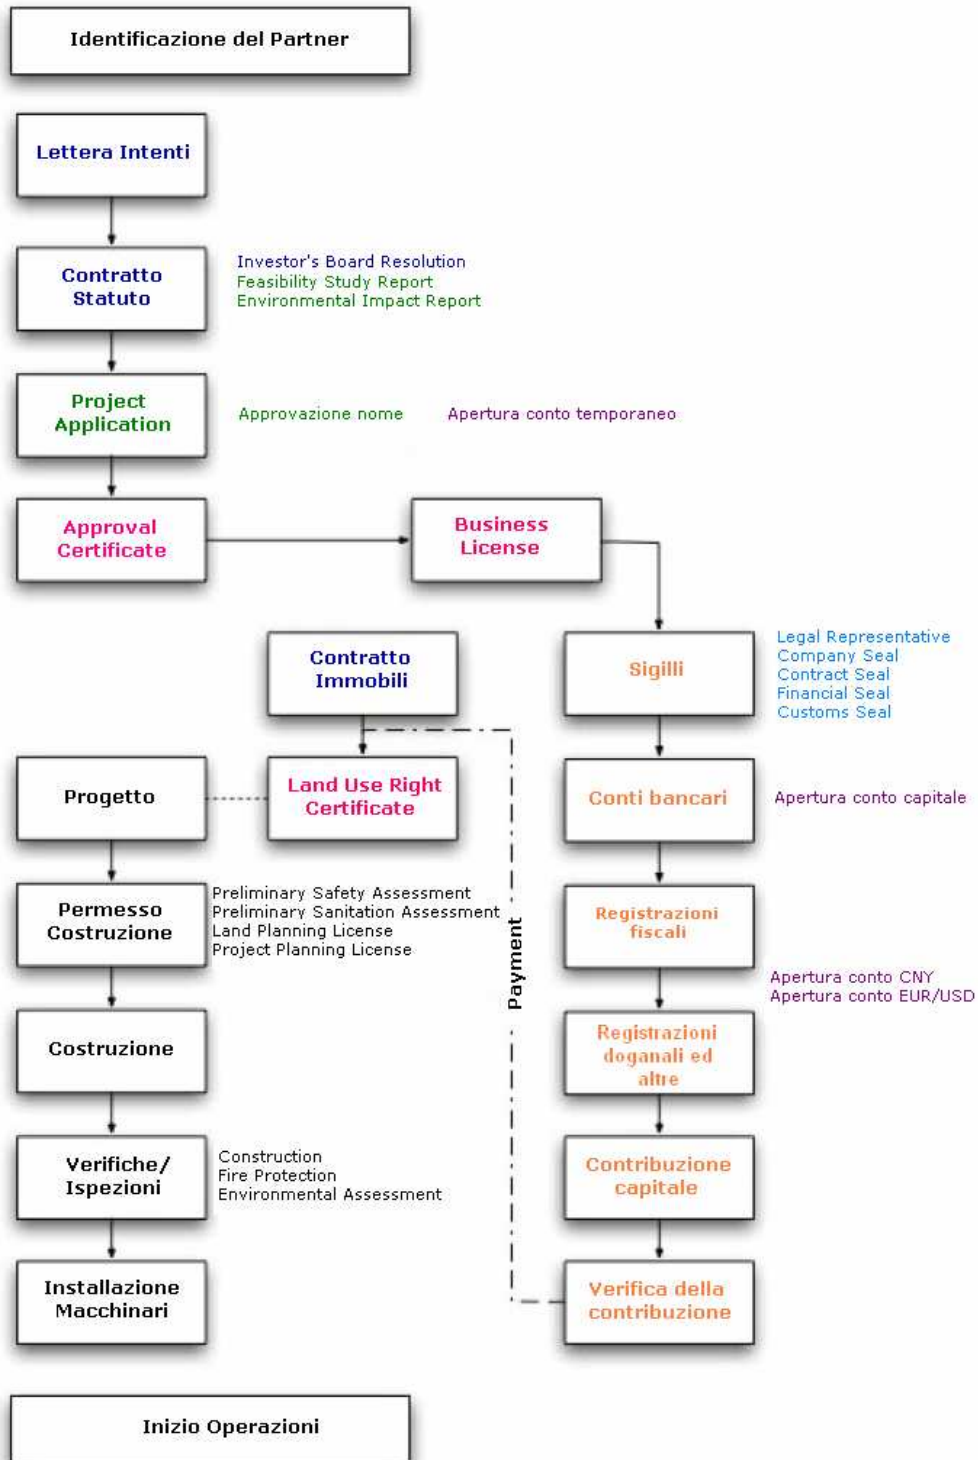 Identificazione del Partner
Lettera Intenti
Contratto
Statuto
Investor's Board Resolution
Feasibility Study Report
Environmental Impact Report
Project
Application
Approvazione nome
Apertura conto temporaneo
Approval
Certificate
Business
License
Contratto
Immobili
Sigilli
Legal Representative
Company Seal
Contract Seal
Financial Seal
Customs Seal
Progetto
Land Use Right
Certificate
Conti bancari
Apertura conto capitale
Permesso
Costruzione
Preliminary Safety Assessment
Preliminary Sanitation Assessment
Land Planning License
Project Planning License
Payment
Registrazioni
fiscali
Apertura conto CNY
Apertura conto EUR/USD
Costruzione
Registrazioni
doganali ed
altre
Verifiche/
Ispezioni
Construction
Fire Protection
Environmental Assessment
Contribuzione
capitale
Installazione
Macchinari
Verifica della
contribuzione
Inizio Operazioni